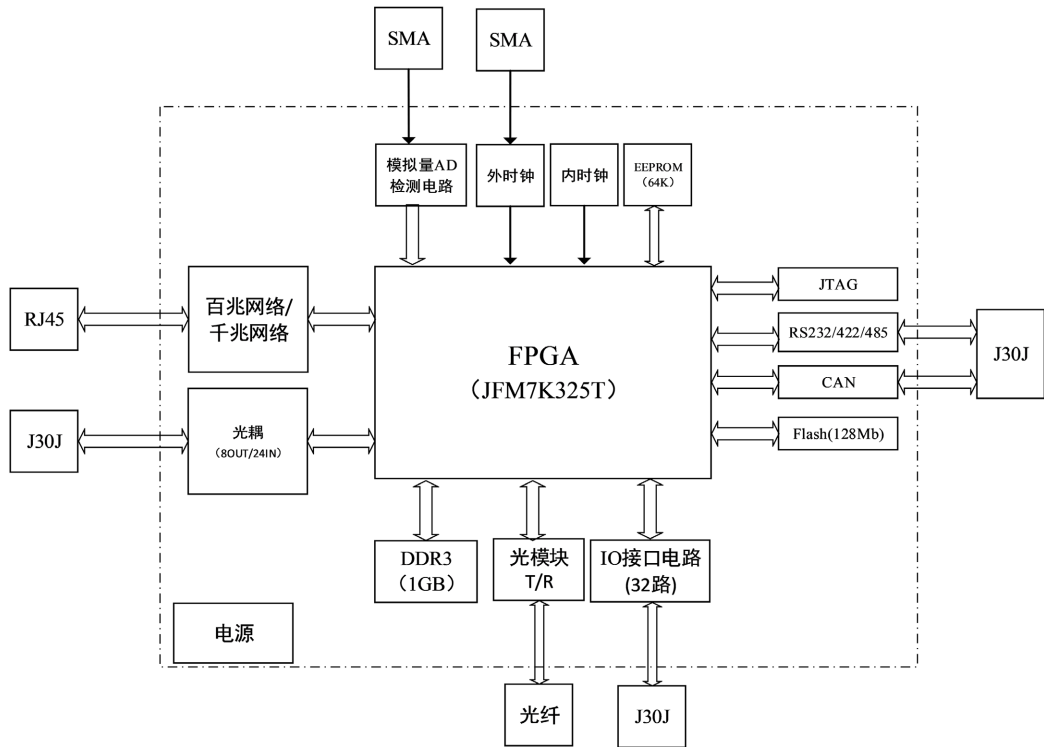 SMA
SMA
模拟量AD
检测电路
外时钟
内时钟
EEPROM
（64K）
RJ45
百兆网络/
千兆网络
FPGA
（JFM7K325T）
JTAG
RS232/422/485
CAN
Flash(128Mb)
J30J
J30J
光耦
（8OUT/24IN）
DDR3
（1GB）
光模块
T/R
IO接口电路
(32路)
电源
光纤
J30J